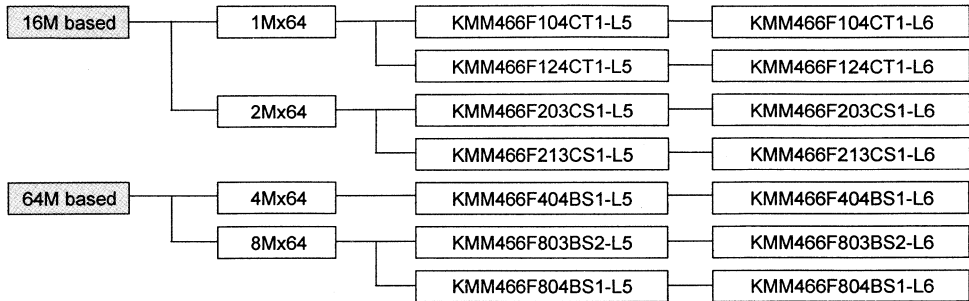 16M based 1Mx64 KMM466F104CT1-L5 KMM466F104CT1-L6
KMM466F124CT1-L5 KMM466F124CT1-L6
2Mx64 KMM466F203CS1-L5 KMM466F203CS1-L6
KMM466F213CS1-L5 KMM466F213CS1-L6
64M based 4Mx64 KMM466F404BS1-L5 KMM466F404BS1-L6
8Mx64 KMM466F803BS2-L5 KMM466F803BS2-L6
KMM466F804BS1-L5 KMM466F804BS1-L6